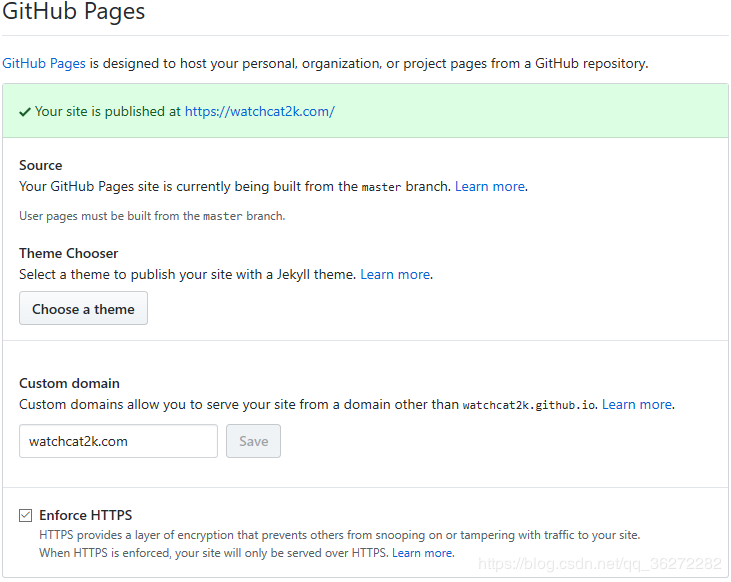 GitHub Pages
GitHub Pages is designed to host your personal, organization, or project pages from a GitHub repository.
Your site is published at https://watchcat2k.com/
Source
Your GitHub Pages site is currently being built from the master branch. Learn more.
User pages must be built from the master branch.
Theme Chooser
Select a theme to publish your site with a Jekyll theme. Learn more.
Choose a theme
Custom domain
Custom domains allow you to serve your site from a domain other than watchcat2k.github.io. Learn more.
watchcat2k.com Save
Enforce HTTPS
HTTPS provides a layer of encryption that prevents others from snooping on or tampering with traffic to your site.
When HTTPS is enforced, your site will only be served over HTTPS. Learn more.
https://blog.csdn.net/qq_36272282